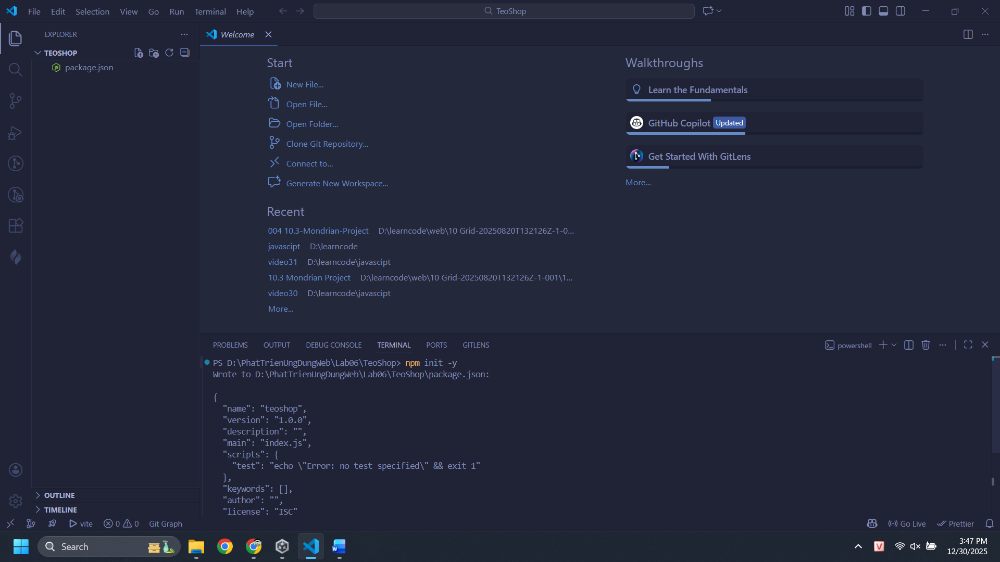 File Edit Selection View Go Run Terminal Help
TeoShop
EXPLORER
TEOSHOP
package.json
OUTLINE
TIMELINE
Welcome
Start
New File...
Open File...
Open Folder...
Clone Git Repository...
Connect to...
Generate New Workspace...
Recent
004 10.3-Mondrian-Project D:\learncode\web\10 Grid-20250820T132126Z-1-0...
javascipt D:\learncode
video31 D:\learncode\javascipt
10.3 Mondrian Project D:\learncode\web\10 Grid-20250820T132126Z-1-001\1...
video30 D:\learncode\javascipt
More...
Walkthroughs
Learn the Fundamentals
GitHub Copilot Updated
Get Started With GitLens
More...
PROBLEMS OUTPUT DEBUG CONSOLE TERMINAL PORTS GITLENS
powershell
PS D:\PhatTrienUngDungWeb\Lab06\TeoShop> npm init -y
Wrote to D:\PhatTrienUngDungWeb\Lab06\TeoShop\package.json:
{
"name": "teoshop",
"version": "1.0.0",
"description": "",
"main": "index.js",
"scripts": {
"test": "echo \"Error: no test specified\" && exit 1"
},
"keywords": [],
"author": "",
"license": "ISC"
vite 0 0 Git Graph
Go Live Prettier
Search
3:47 PM
12/30/2025